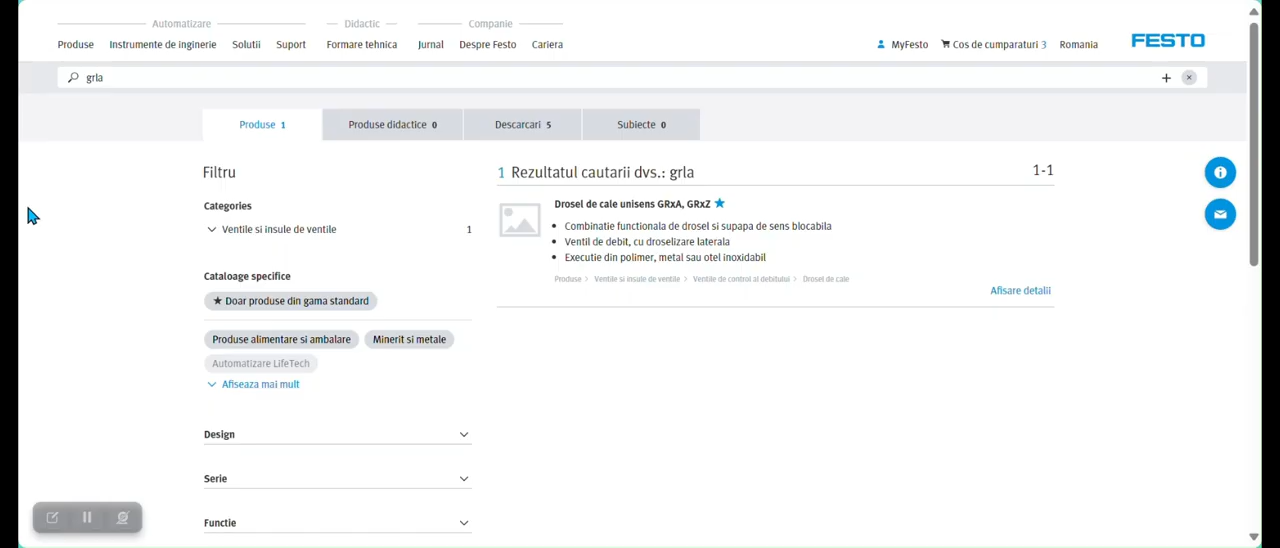 Automatizare Didactic Companie
Produse Instrumente de inginerie Solutii Suport Formare tehnica Jurnal Despre Festo Cariera MyFesto Cos de cumparaturi 3 Romania FESTO
grla
Produse 1 Produse didactice 0 Descarcari 5 Subiecte 0
Filtru
Categories
Ventile si insule de ventile 1
Cataloage specifice
★ Doar produse din gama standard
Produse alimentare si ambalare Minerit si metale
Automatizare LifeTech
Afiseaza mai mult
Design
Serie
Functie
1 Rezultatul cautarii dvs.: grla 1-1
Drosel de cale unisens GRxA, GRxZ ★
• Combinatie functionala de drosel si supapa de sens blocabila
• Ventil de debit, cu droselizare laterala
• Executie din polimer, metal sau otel inoxidabil
Produse > Ventile si insule de ventile > Ventile de control al debitului > Drosel de cale
Afisare detalii